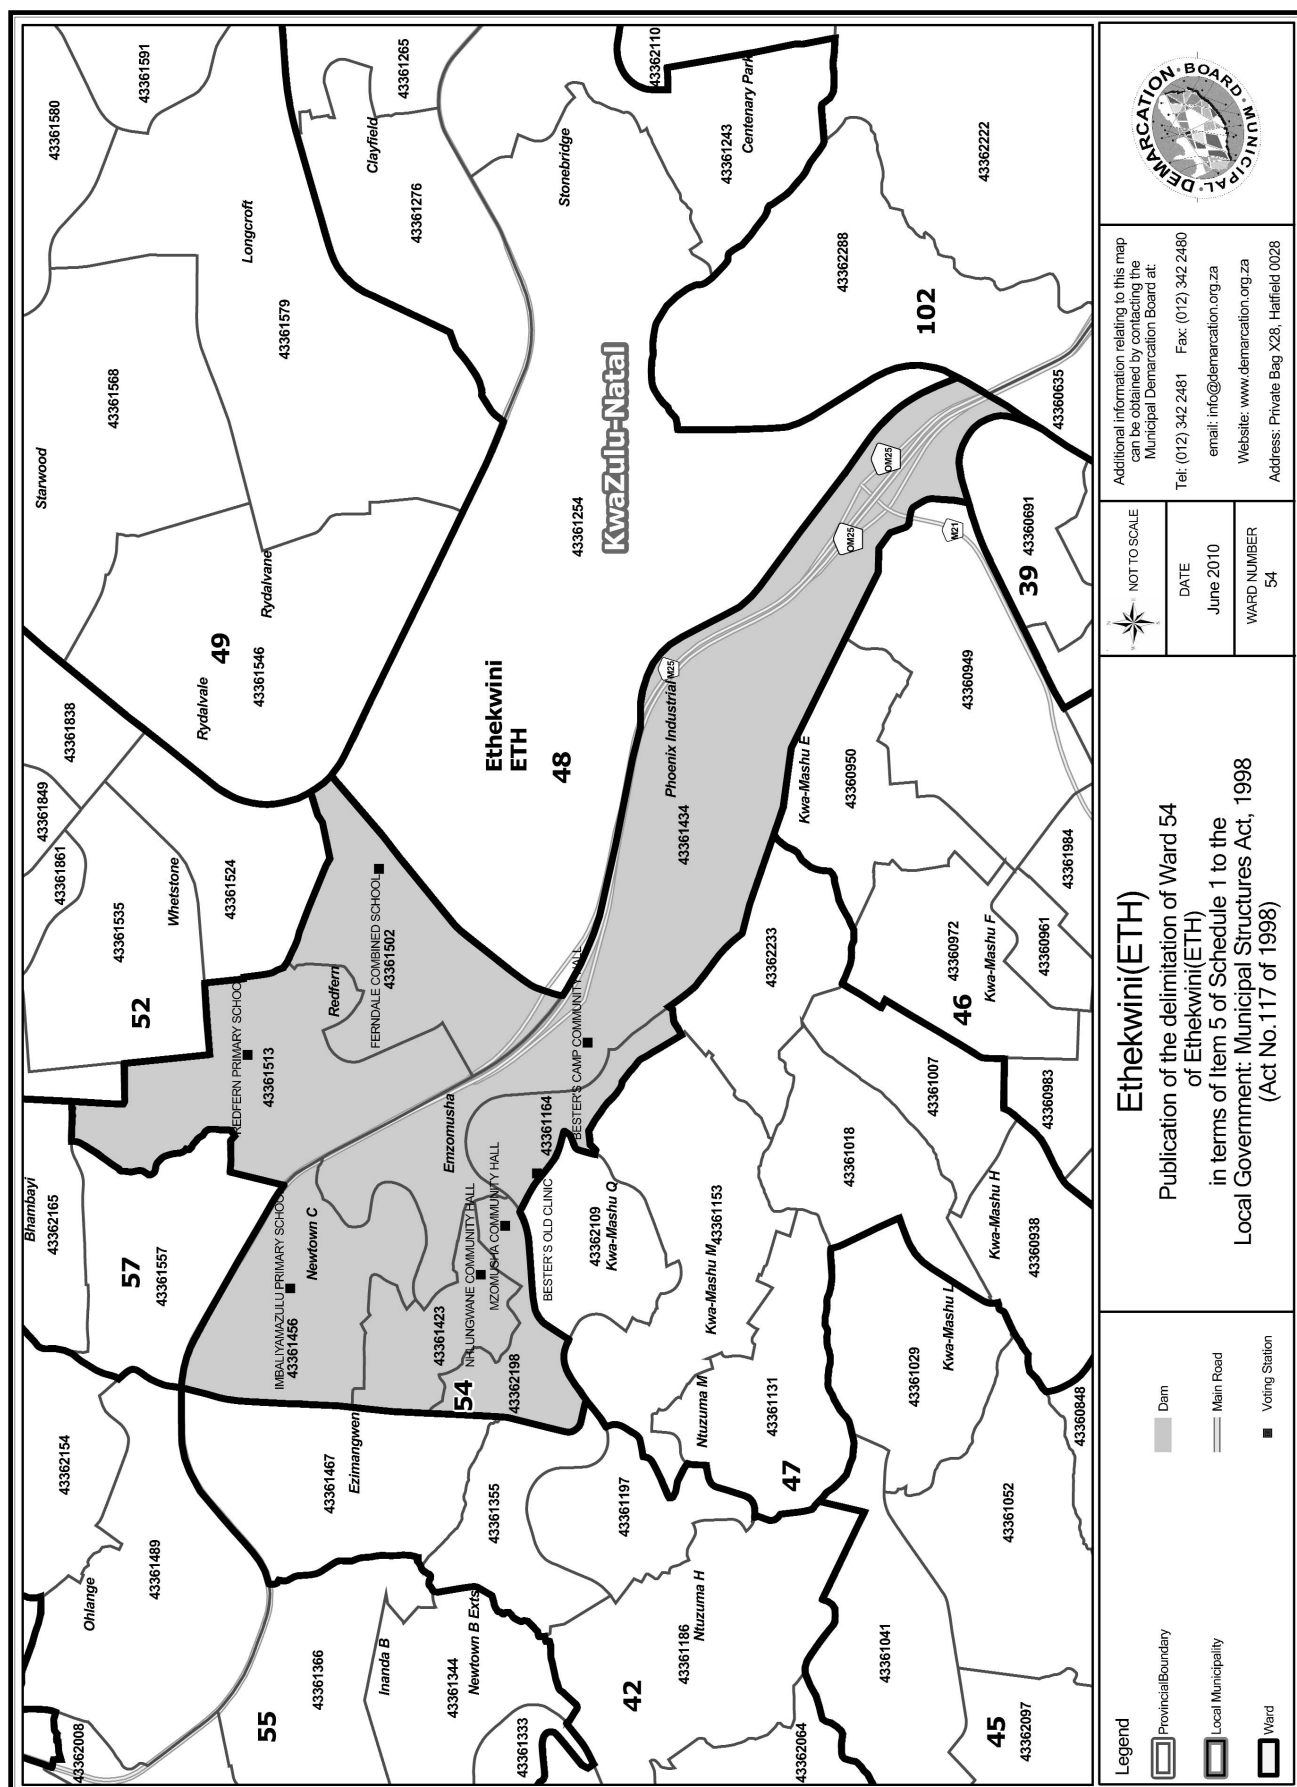 43362008
43362154
Ohlange
43361489
55
43361366
Inanda B
43361344
Newtown B Exts
43361333
42
43361186
Ntuzuma H
43362064
43361041
45
43362097
Bhambayi
43362165
57
43361557
43361467
Ezimangwen
43361355
43361197
Ntuzuma M
43361131
47
43361052
43360848
IMBALIYAMAZULU PRIMARY SCHOOL
43361456
Newtown C
43361423
54
NHLUNGWANE COMMUNITY HALL
MZOMUSHA COMMUNITY HALL
43362198
Emzomusha
BESTER'S OLD CLINIC
43361164
BESTER'S CAMP COMMUNITY HALL
43362109
Kwa-Mashu Q
Kwa-Mashu M
43361153
43361018
43361007
43361029
Kwa-Mashu L
Kwa-Mashu H
43360938
43360983
REDFERN PRIMARY SCHOOL
43361513
Redfern
FERNDALE COMBINED SCHOOL
43361502
52
43361535
Whetstone
43361524
43361861
43361849
43361838
Starwood
43361580
43361591
43361568
Longcroft
43361579
49
Rydalvale
43361546
Rydalvane
Clayfield
43361265
43361276
Stonebridge
43362110
43361243
Centenary Park
43362222
43362288
102
43361254
KwaZulu-Natal
Ethekwini
ETH
48
M25
Phoenix Industrial
43361434
OM25
OM25
M21
43360635
39
43360691
43360949
Kwa-Mashu E
43360950
43362233
46
43360972
Kwa-Mashu F
43360961
43361984
Legend
ProvincialBoundary
Local Municipality
Ward
Dam
Main Road
Voting Station
Ethekwini(ETH)
Publication of the delimitation of Ward 54
of Ethekwini(ETH)
in terms of Item 5 of Schedule 1 to the
Local Government: Municipal Structures Act, 1998
(Act No.1117 of 1998)
NOT TO SCALE
DATE
June 2010
WARD NUMBER
54
Additional information relating to this map
can be obtained by contacting the
Municipal Demarcation Board at:
Tel: (012) 342 2481 Fax: (012) 342 2480
email: info@demarcation.org.za
Website: www.demarcation.org.za
Address: Private Bag X28, Hatfield 0028
MUNICIPAL · DEMARCATION · BOARD